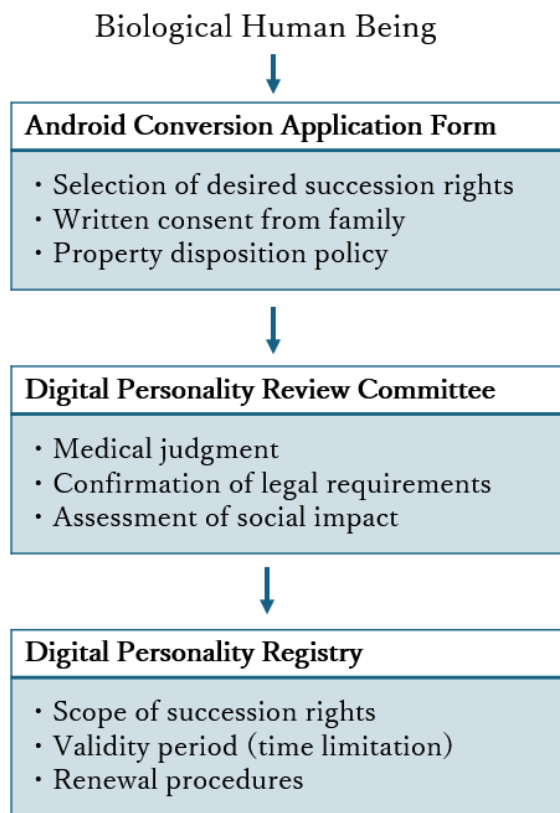 Biological Human Being
Android Conversion Application Form
・Selection of desired succession rights
・Written consent from family
・Property disposition policy
Digital Personality Review Committee
・Medical judgment
・Confirmation of legal requirements
・Assessment of social impact
Digital Personality Registry
・Scope of succession rights
・Validity period (time limitation)
・Renewal procedures